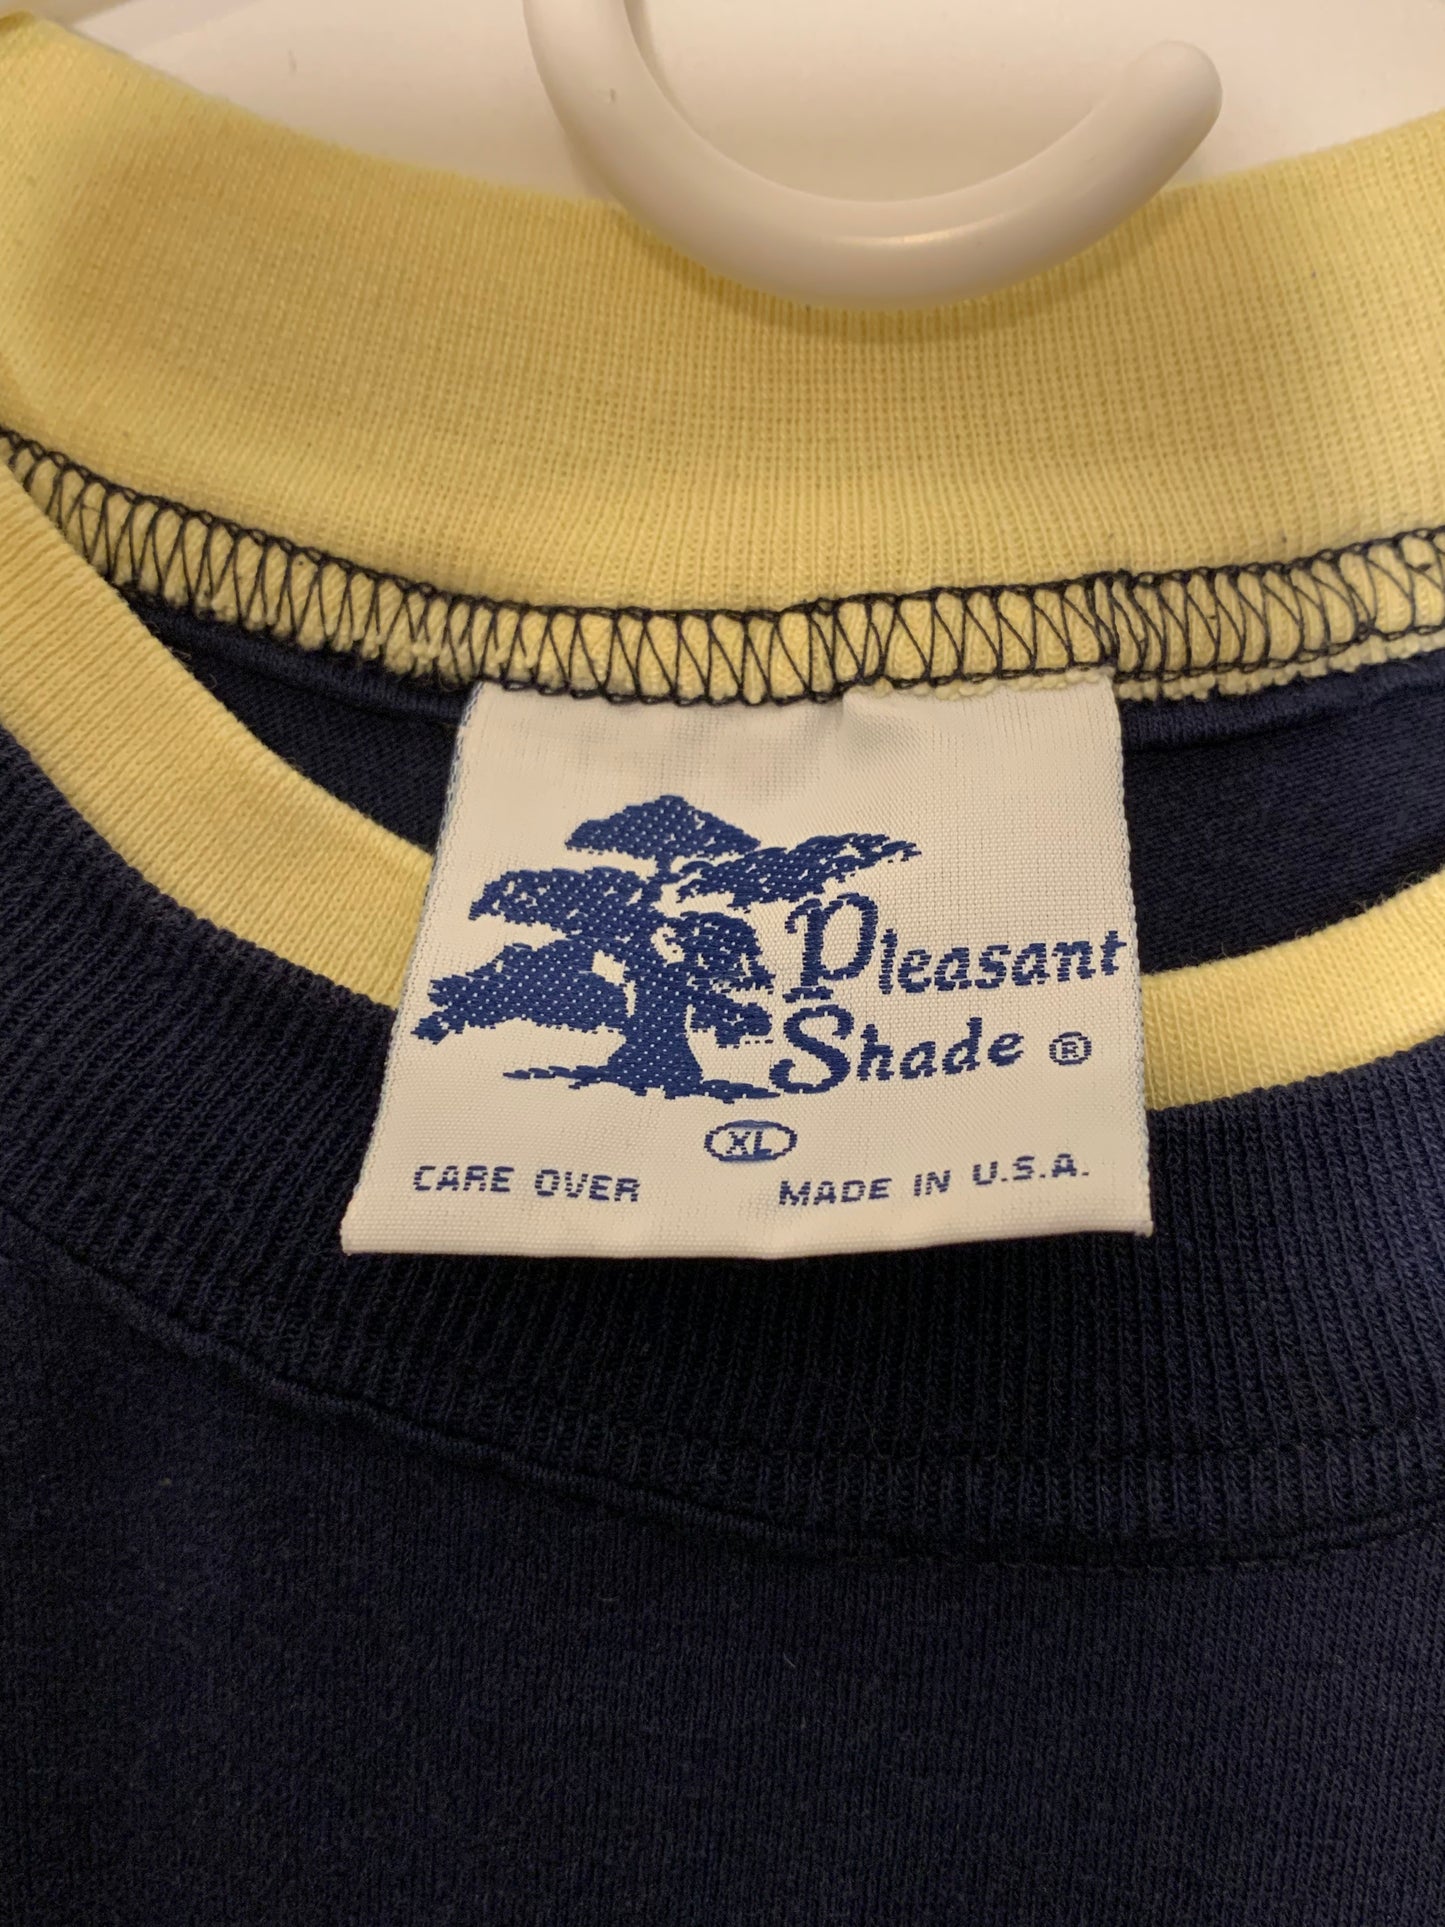 Pleasant
Shade ®
XL
CARE OVER MADE IN U.S.A.